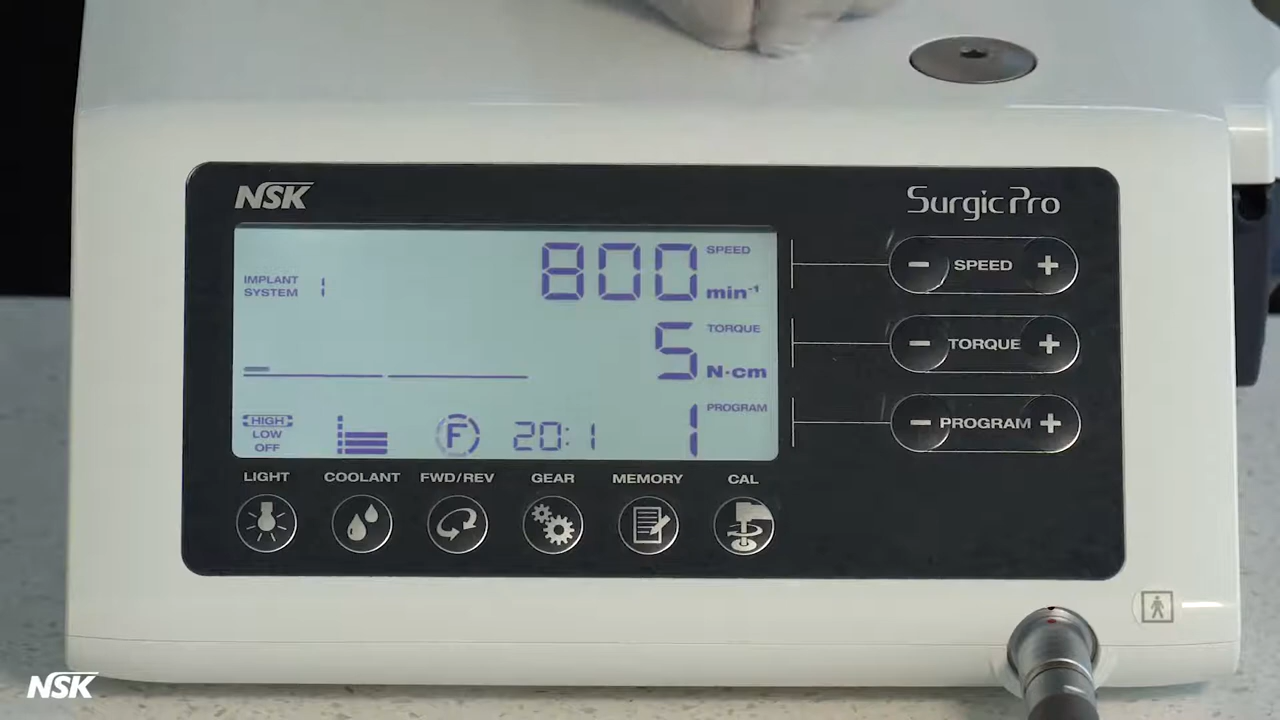 NSK
Surgic Pro
800 SPEED
min⁻¹
IMPLANT
SYSTEM 1
5 TORQUE
N·cm
1 PROGRAM
HIGH
LOW
OFF
F
20:1
− SPEED +
− TORQUE +
− PROGRAM +
LIGHT COOLANT FWD/REV GEAR MEMORY CAL
NSK